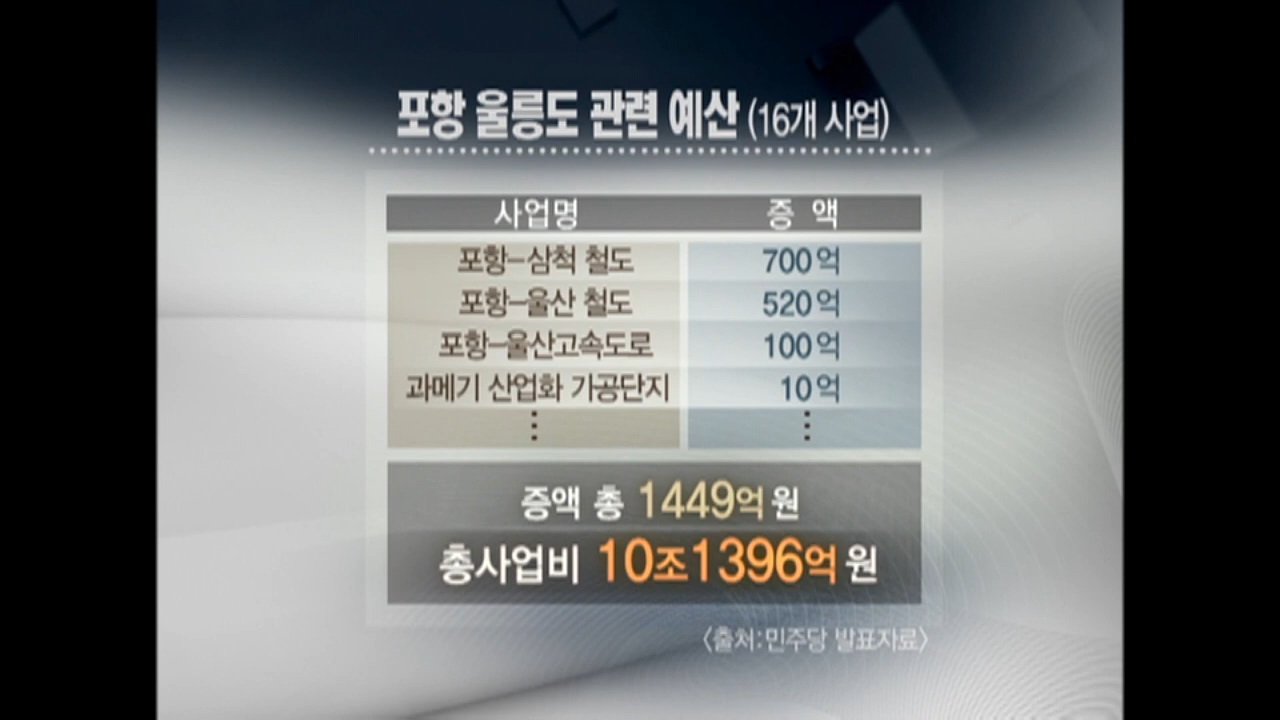 포항 울릉도 관련 예산 (16개 사업)
사업명 증 액
포항-삼척 철도 700억
포항-울산 철도 520억
포항-울산고속도로 100억
과메기 산업화 가공단지 10억
⋮ ⋮
증액 총 1449억 원
총사업비 10조1396억 원
<출처:민주당 발표자료>